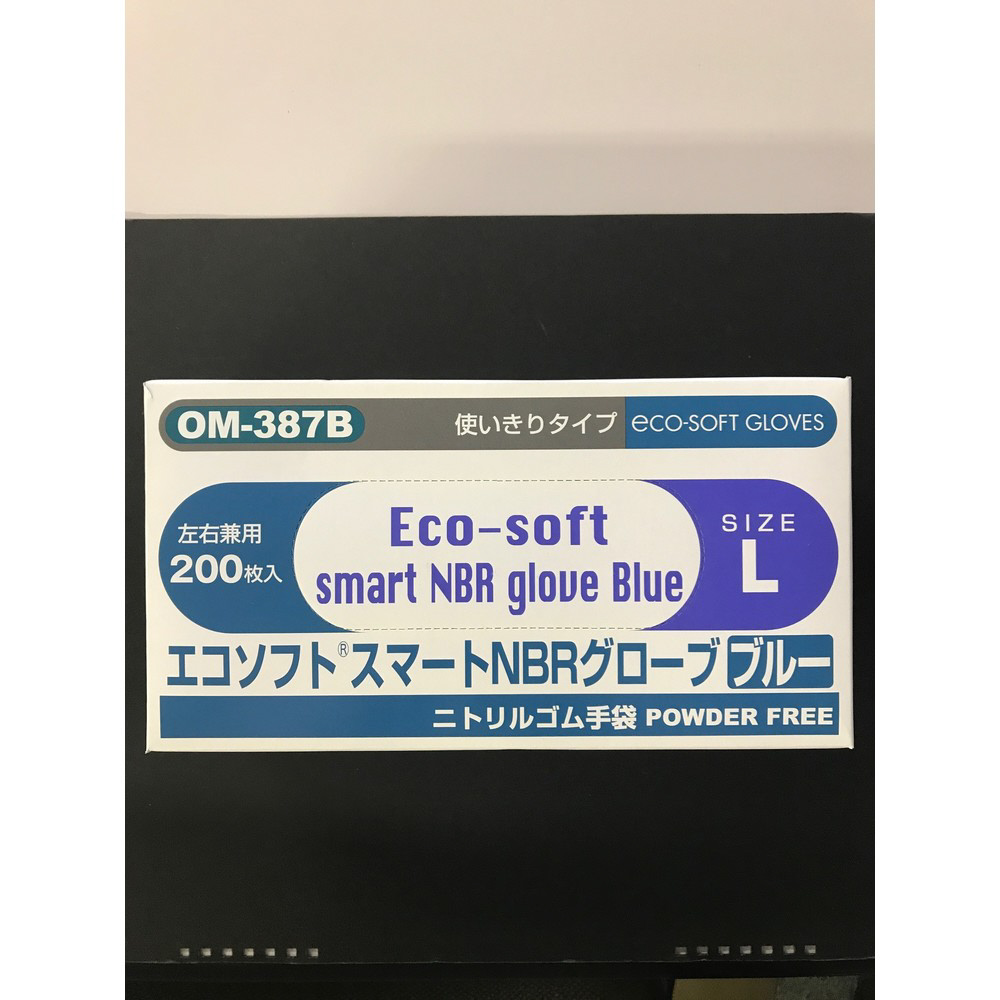 OM-387B 使いきりタイプ eco-SOFT GLOVES
左右兼用
200枚入
Eco-soft
smart NBR glove Blue
SIZE
L
エコソフト®スマートNBRグローブ ブルー
ニトリルゴム手袋 POWDER FREE